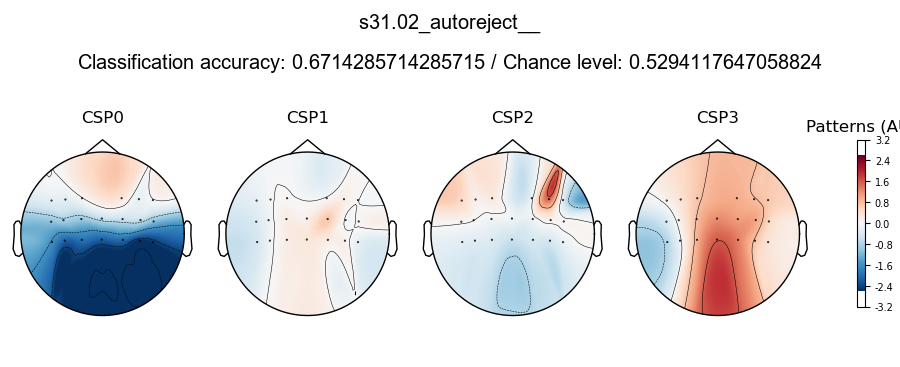 s31.02_autoreject__
Classification accuracy: 0.6714285714285715 / Chance level: 0.5294117647058824
CSP0 CSP1 CSP2 CSP3
Patterns (AU
3.2
2.4
1.6
0.8
0.0
-0.8
-1.6
-2.4
-3.2